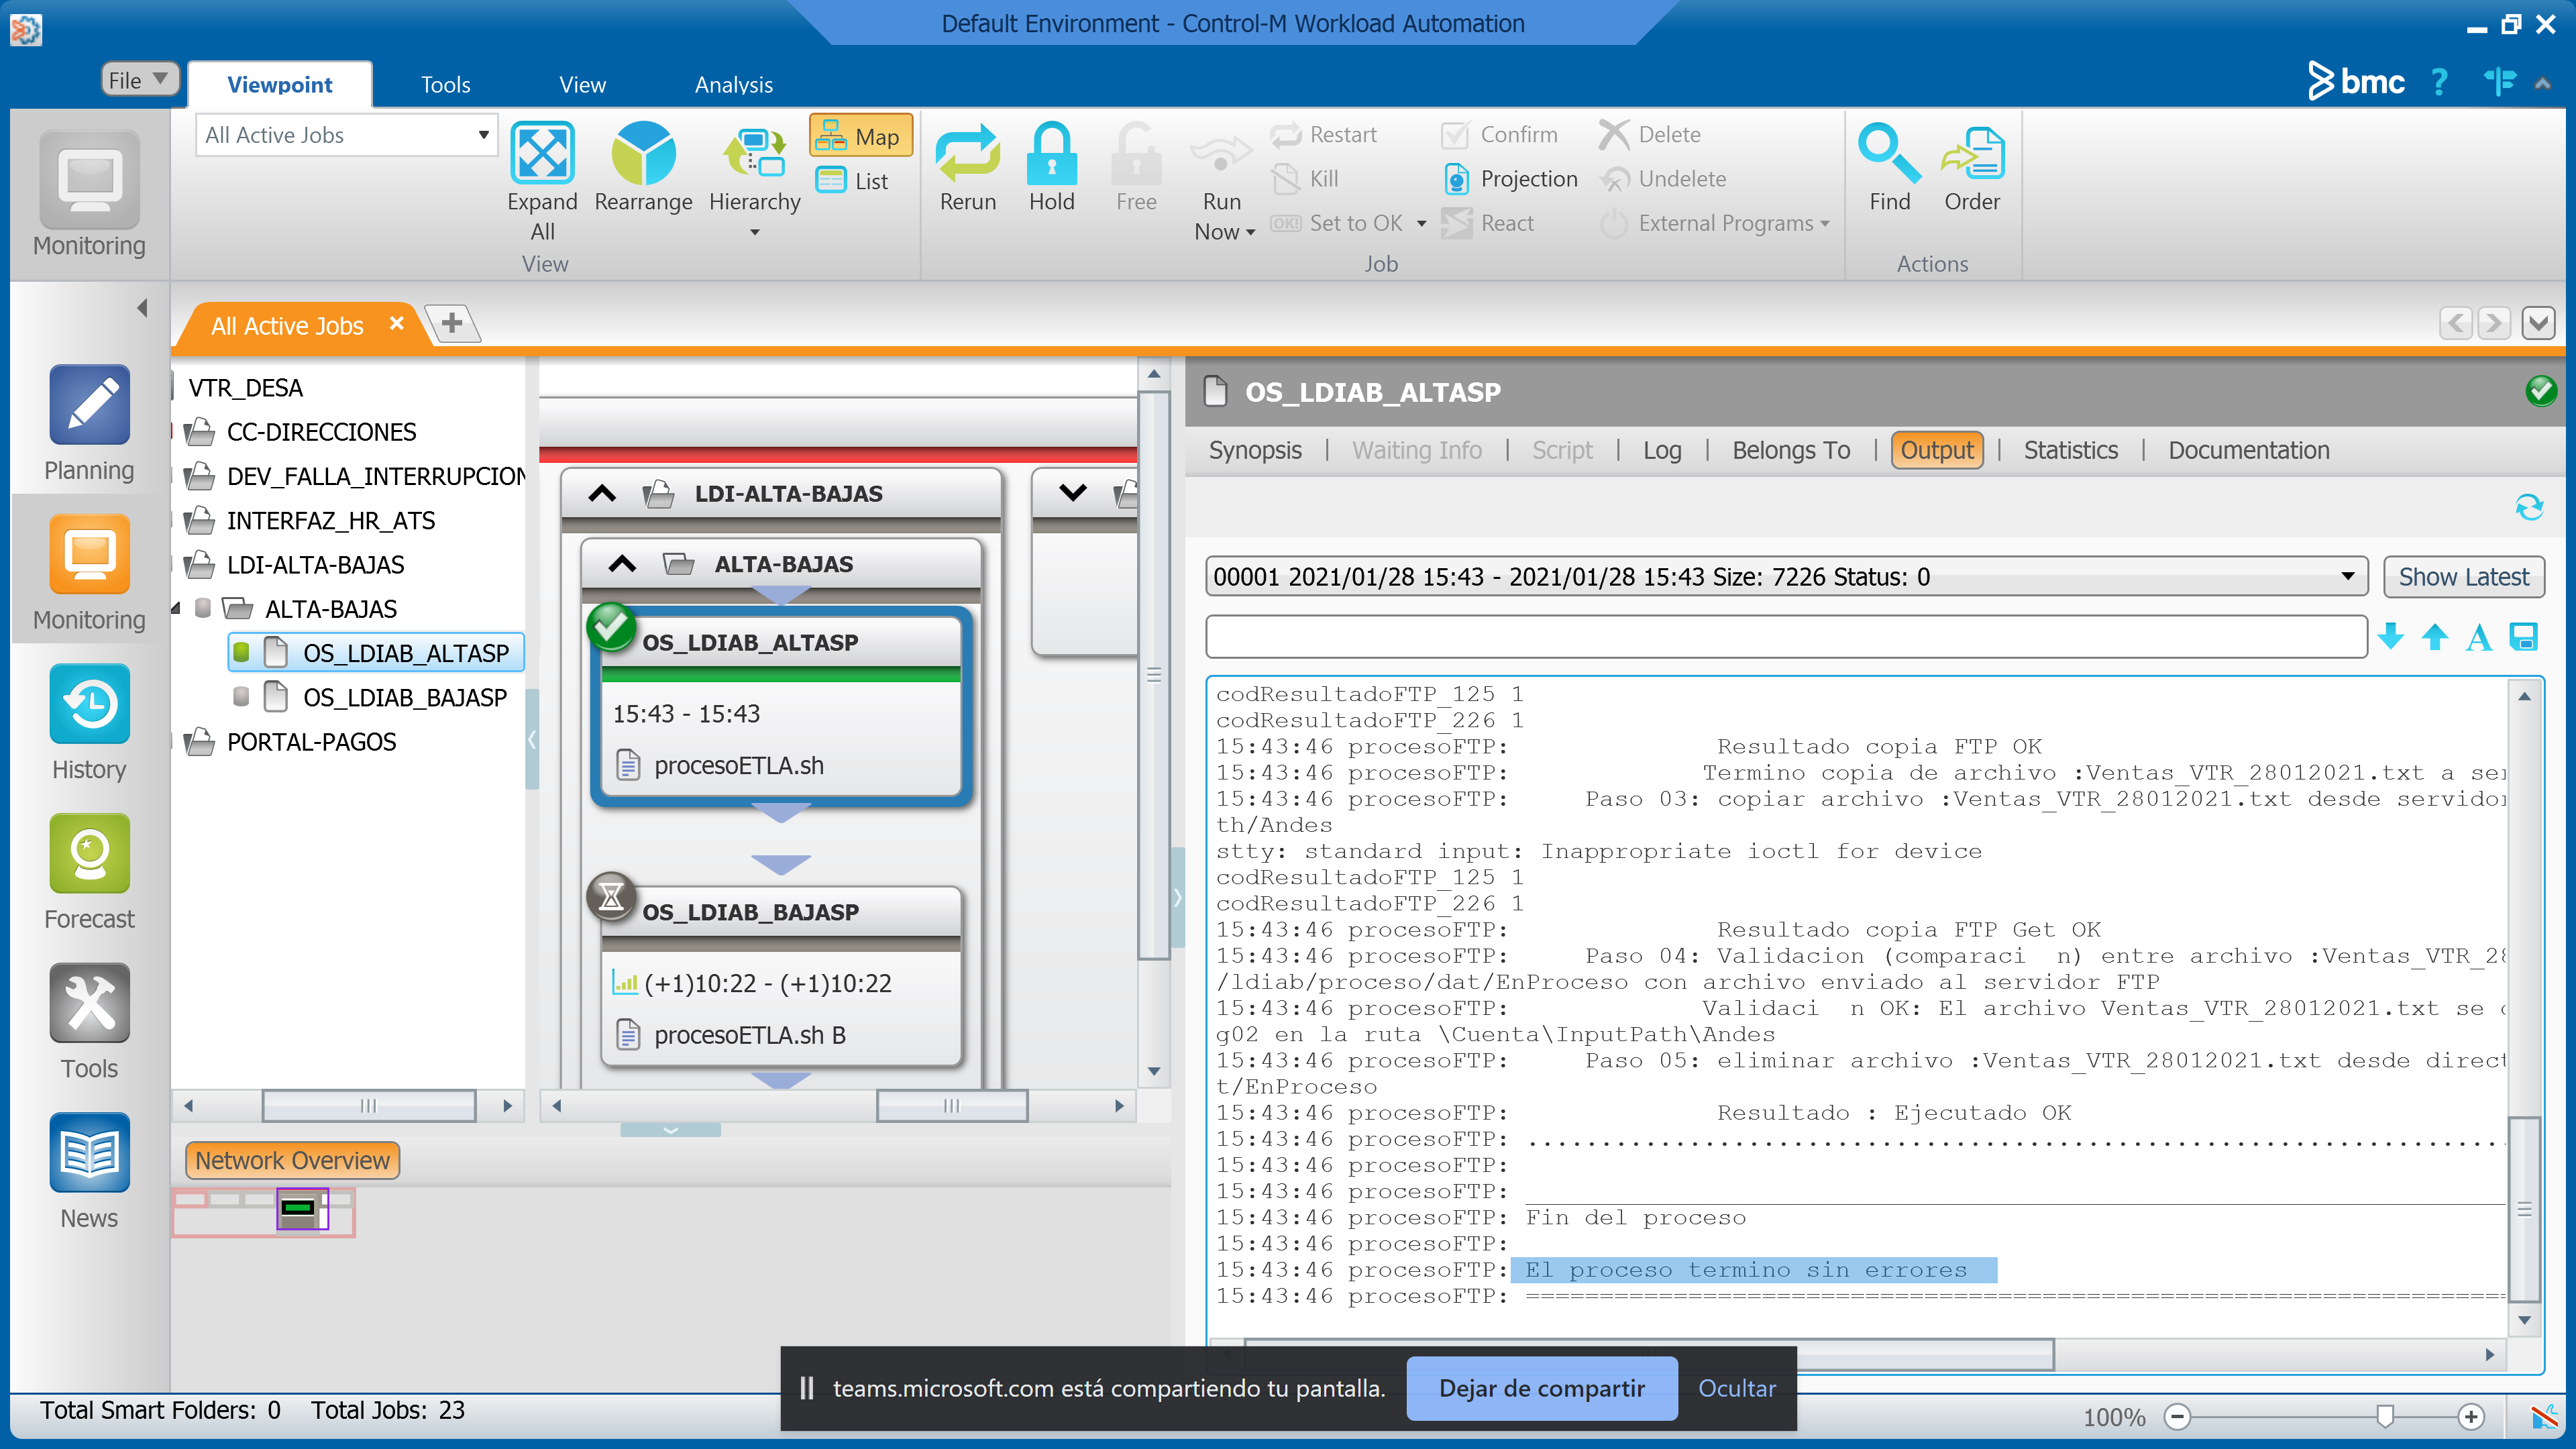 Default Environment - Control-M Workload Automation
File
Viewpoint
Tools
View
Analysis
bmc
?
Monitoring
All Active Jobs
Expand All
Rearrange
Hierarchy
Map
List
View
Rerun
Hold
Free
Run Now
Restart
Kill
Set to OK
Confirm
Projection
React
Delete
Undelete
External Programs
Job
Find
Order
Actions
All Active Jobs
Planning
Monitoring
History
Forecast
Tools
News
VTR_DESA
CC-DIRECCIONES
DEV_FALLA_INTERRUPCION
INTERFAZ_HR_ATS
LDI-ALTA-BAJAS
ALTA-BAJAS
OS_LDIAB_ALTASP
OS_LDIAB_BAJASP
PORTAL-PAGOS
LDI-ALTA-BAJAS
ALTA-BAJAS
OS_LDIAB_ALTASP
15:43 - 15:43
procesoETLA.sh
OS_LDIAB_BAJASP
(+1)10:22 - (+1)10:22
procesoETLA.sh B
Network Overview
OS_LDIAB_ALTASP
Synopsis | Waiting Info | Script | Log | Belongs To | Output | Statistics | Documentation
00001 2021/01/28 15:43 - 2021/01/28 15:43 Size: 7226 Status: 0
Show Latest
codResultadoFTP_125 1
codResultadoFTP_226 1
15:43:46 procesoFTP: Resultado copia FTP OK
15:43:46 procesoFTP: Termino copia de archivo :Ventas_VTR_28012021.txt a se
15:43:46 procesoFTP: Paso 03: copiar archivo :Ventas_VTR_28012021.txt desde servidor
th/Andes
stty: standard input: Inappropriate ioctl for device
codResultadoFTP_125 1
codResultadoFTP_226 1
15:43:46 procesoFTP: Resultado copia FTP Get OK
15:43:46 procesoFTP: Paso 04: Validacion (comparaci n) entre archivo :Ventas_VTR_28
/ldiab/proceso/dat/EnProceso con archivo enviado al servidor FTP
15:43:46 procesoFTP: Validaci n OK: El archivo Ventas_VTR_28012021.txt se
g02 en la ruta \Cuenta\InputPath\Andes
15:43:46 procesoFTP: Paso 05: eliminar archivo :Ventas_VTR_28012021.txt desde direct
t/EnProceso
15:43:46 procesoFTP: Resultado : Ejecutado OK
15:43:46 procesoFTP: ..................................................................
15:43:46 procesoFTP:
15:43:46 procesoFTP: __________________________________________________________________
15:43:46 procesoFTP: Fin del proceso
15:43:46 procesoFTP:
15:43:46 procesoFTP: El proceso termino sin errores
15:43:46 procesoFTP: ==================================================================
teams.microsoft.com está compartiendo tu pantalla.
Dejar de compartir
Ocultar
Total Smart Folders: 0 Total Jobs: 23
100%